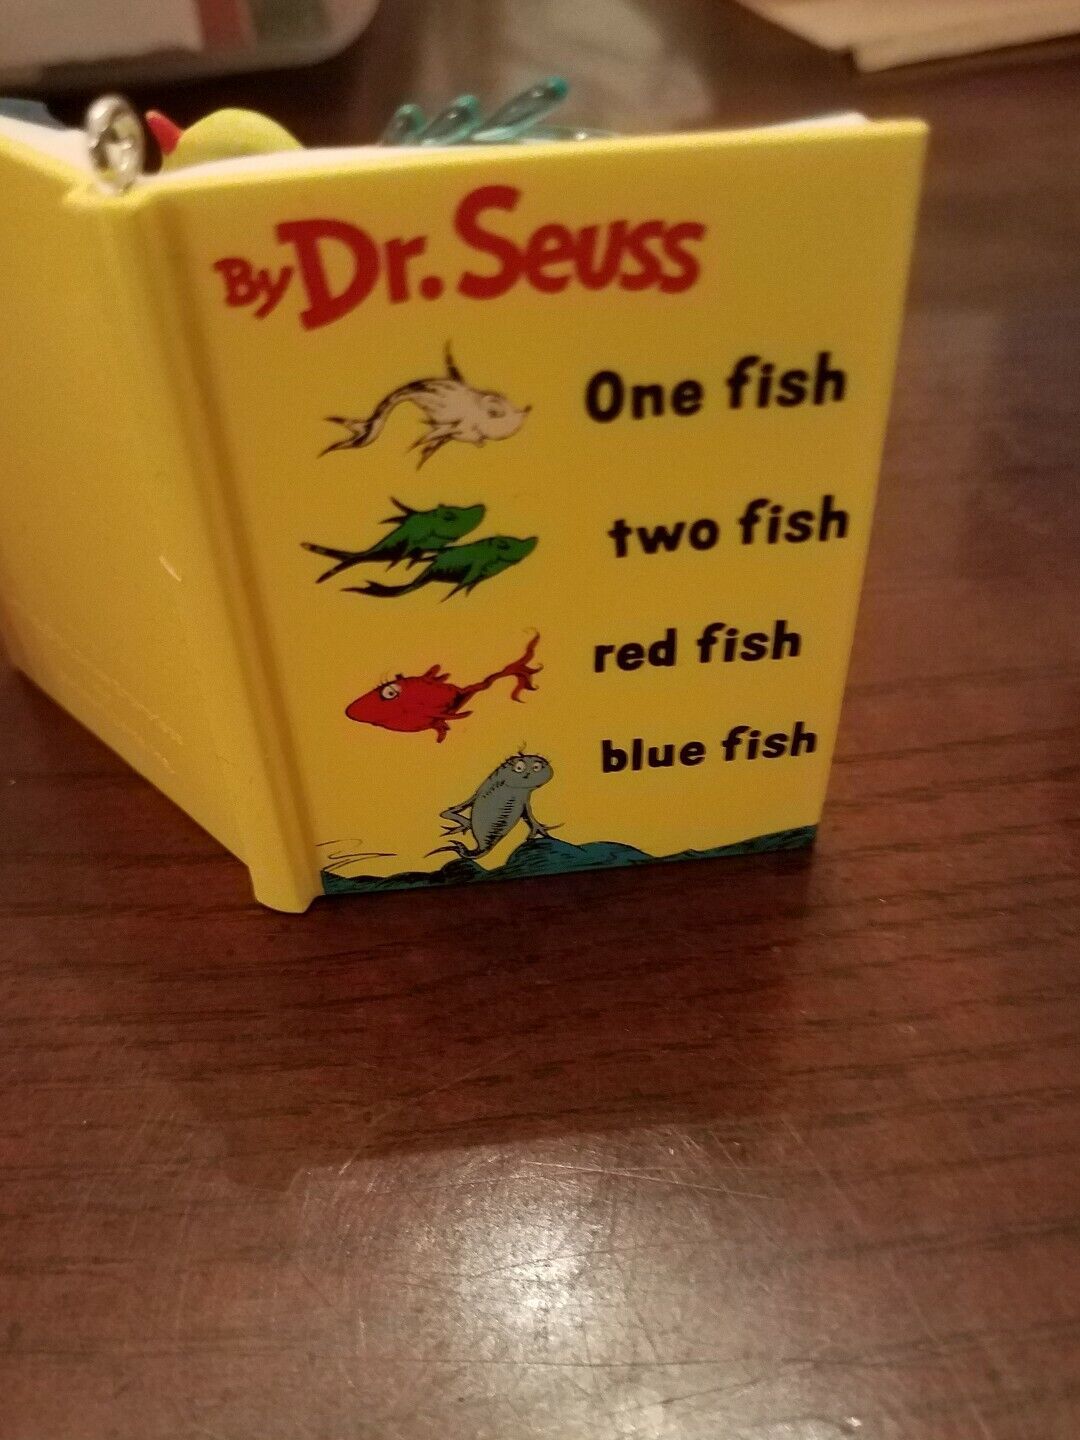 By Dr. Seuss
One fish
two fish
red fish
blue fish